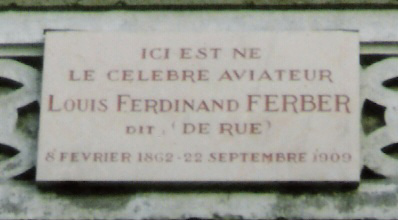 ICI EST NE
LE CELEBRE AVIATEUR
LOUIS FERDINAND FERBER
DIT : (DE RUE)
8 FEVRIER 1862 - 22 SEPTEMBRE 1909